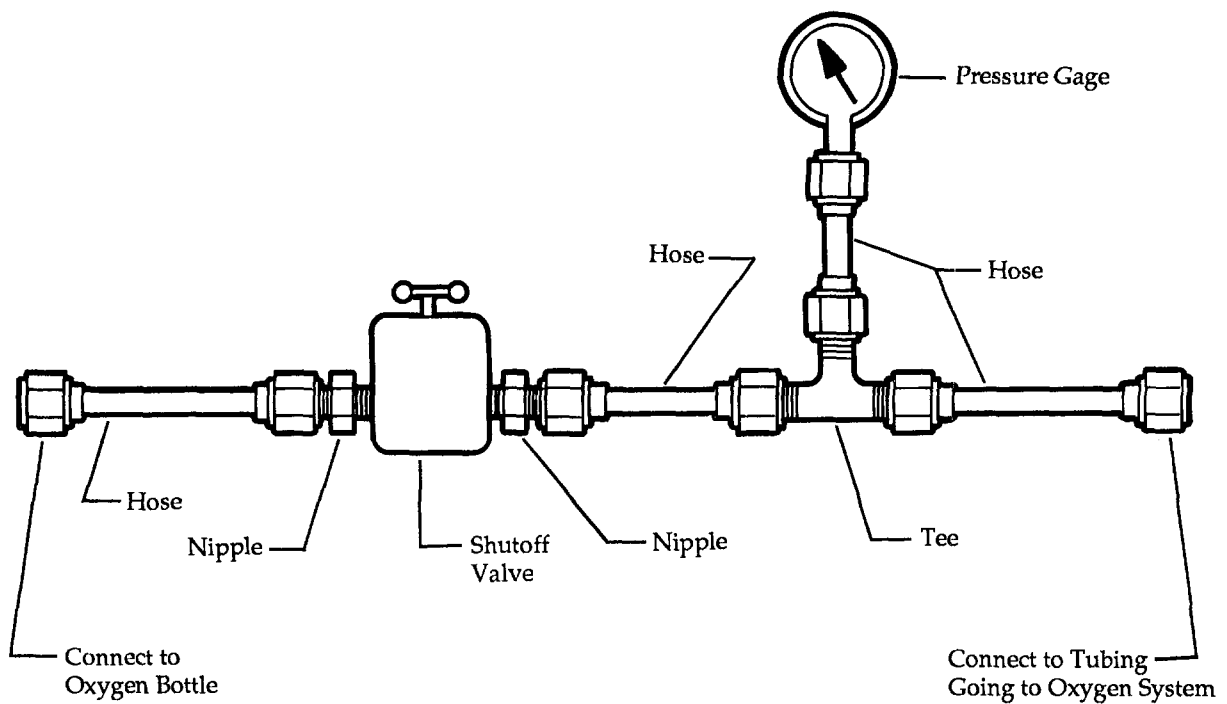 Pressure Gage
Hose
Hose
Hose
Nipple
Shutoff
Valve
Nipple
Tee
Connect to
Oxygen Bottle
Connect to Tubing
Going to Oxygen System